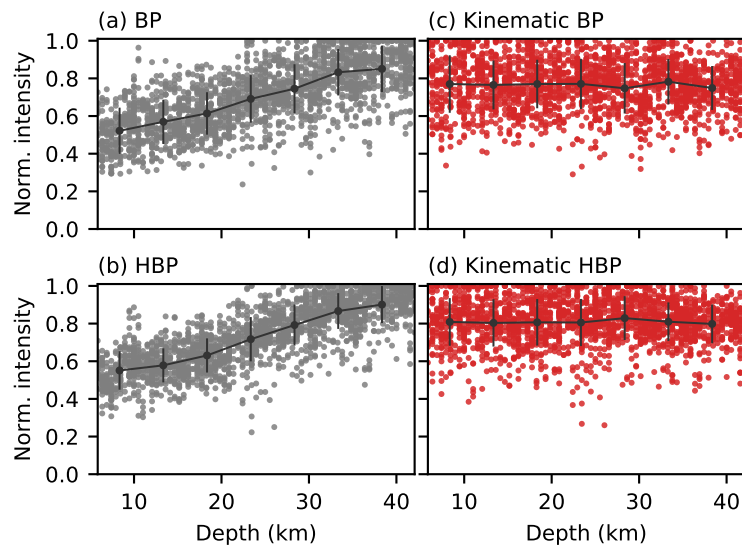 (a) BP
(c) Kinematic BP
1.0
0.8
0.6
0.4
0.2
0.0
Norm. intensity
(b) HBP
(d) Kinematic HBP
1.0
0.8
0.6
0.4
0.2
0.0
Norm. intensity
10 20 30 40
10 20 30 40
Depth (km)
Depth (km)